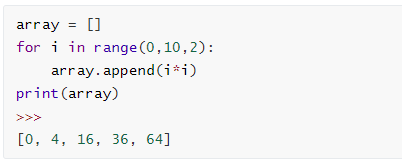 array = []
for i in range(0,10,2):
    array.append(i*i)
print(array)
>>>
[0, 4, 16, 36, 64]